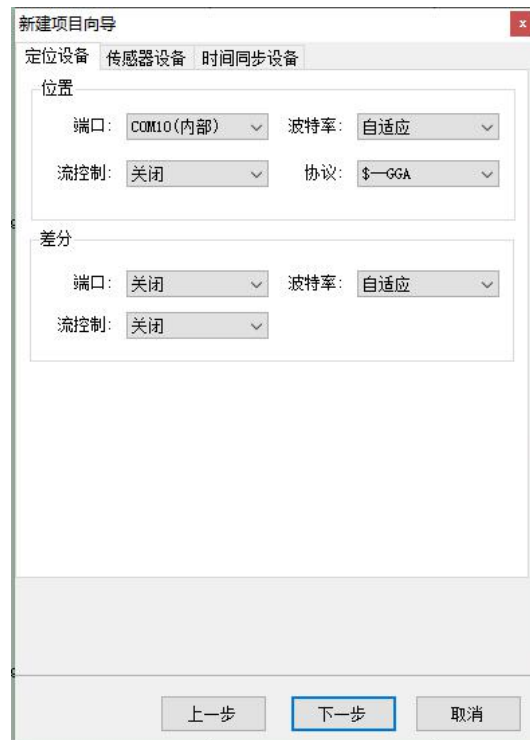 新建项目向导 x
定位设备 传感器设备 时间同步设备
位置
端口: COM10(内部) 波特率: 自适应
流控制: 关闭 协议: $—GGA
差分
端口: 关闭 波特率: 自适应
流控制: 关闭
上一步 下一步 取消